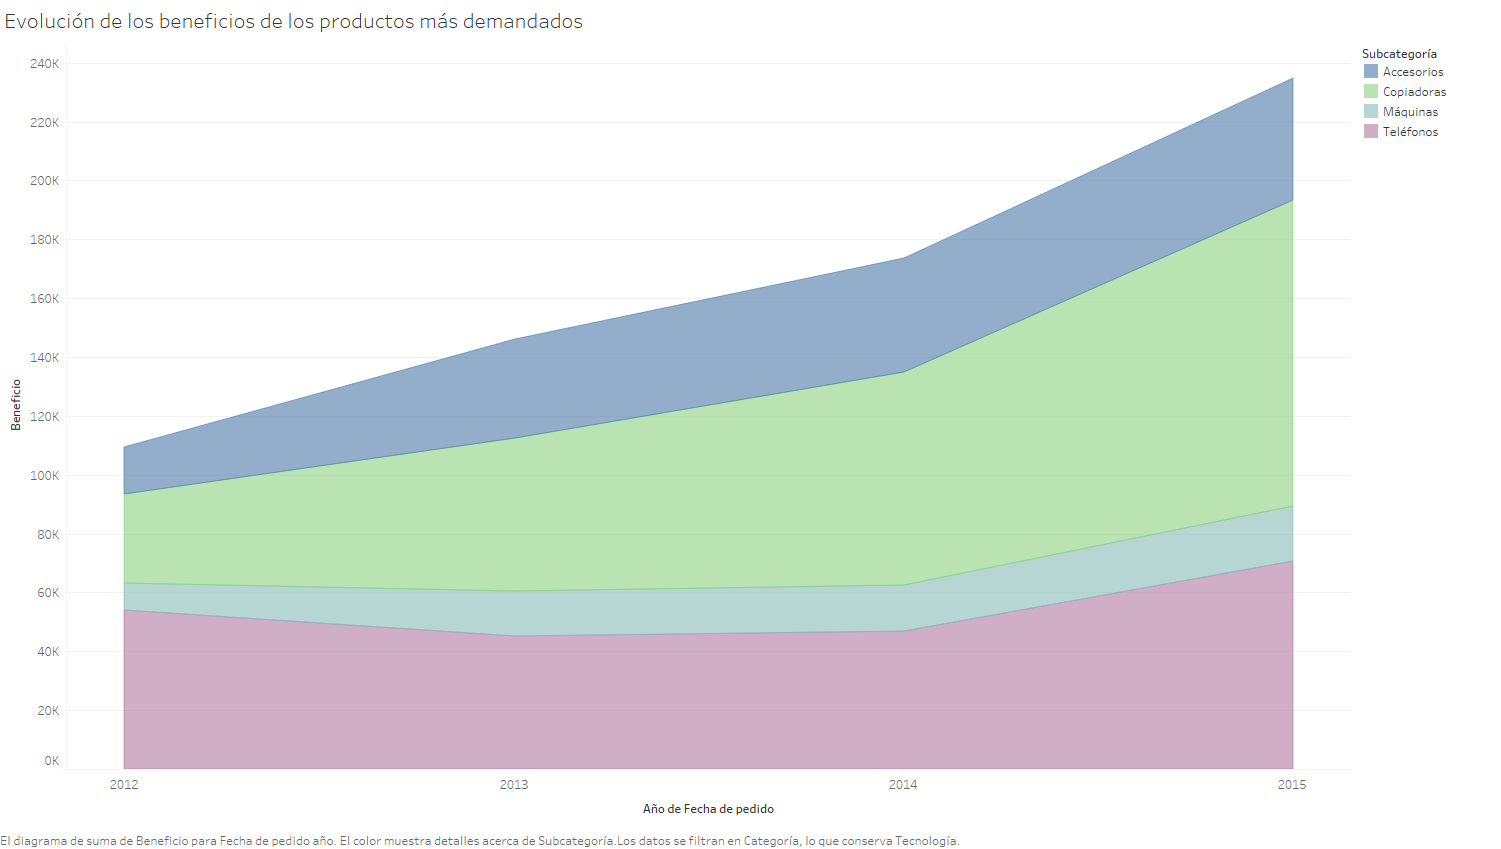 Evolución de los beneficios de los productos más demandados
Subcategoría
Accesorios
Copiadoras
Máquinas
Teléfonos
240K
220K
200K
180K
160K
140K
120K
100K
80K
60K
40K
20K
0K
Beneficio
2012 2013 2014 2015
Año de Fecha de pedido
El diagrama de suma de Beneficio para Fecha de pedido año. El color muestra detalles acerca de Subcategoría.Los datos se filtran en Categoría, lo que conserva Tecnología.